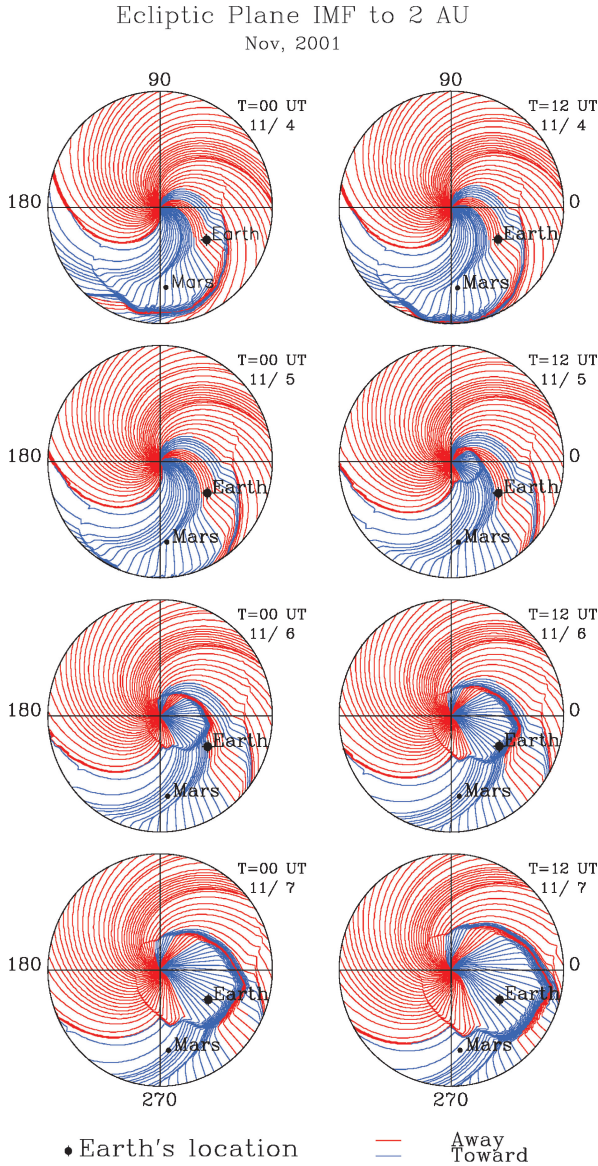 Ecliptic Plane IMF to 2 AU
Nov, 2001
90
90
T=00 UT
11/ 4
T=12 UT
11/ 4
180
180
0
Earth
Earth
Mars
Mars
T=00 UT
11/ 5
T=12 UT
11/ 5
180
180
0
Earth
Earth
Mars
Mars
T=00 UT
11/ 6
T=12 UT
11/ 6
180
180
0
Earth
Earth
Mars
Mars
T=00 UT
11/ 7
T=12 UT
11/ 7
180
180
0
Earth
Earth
Mars
Mars
270
270
Earth's location
Away
Toward